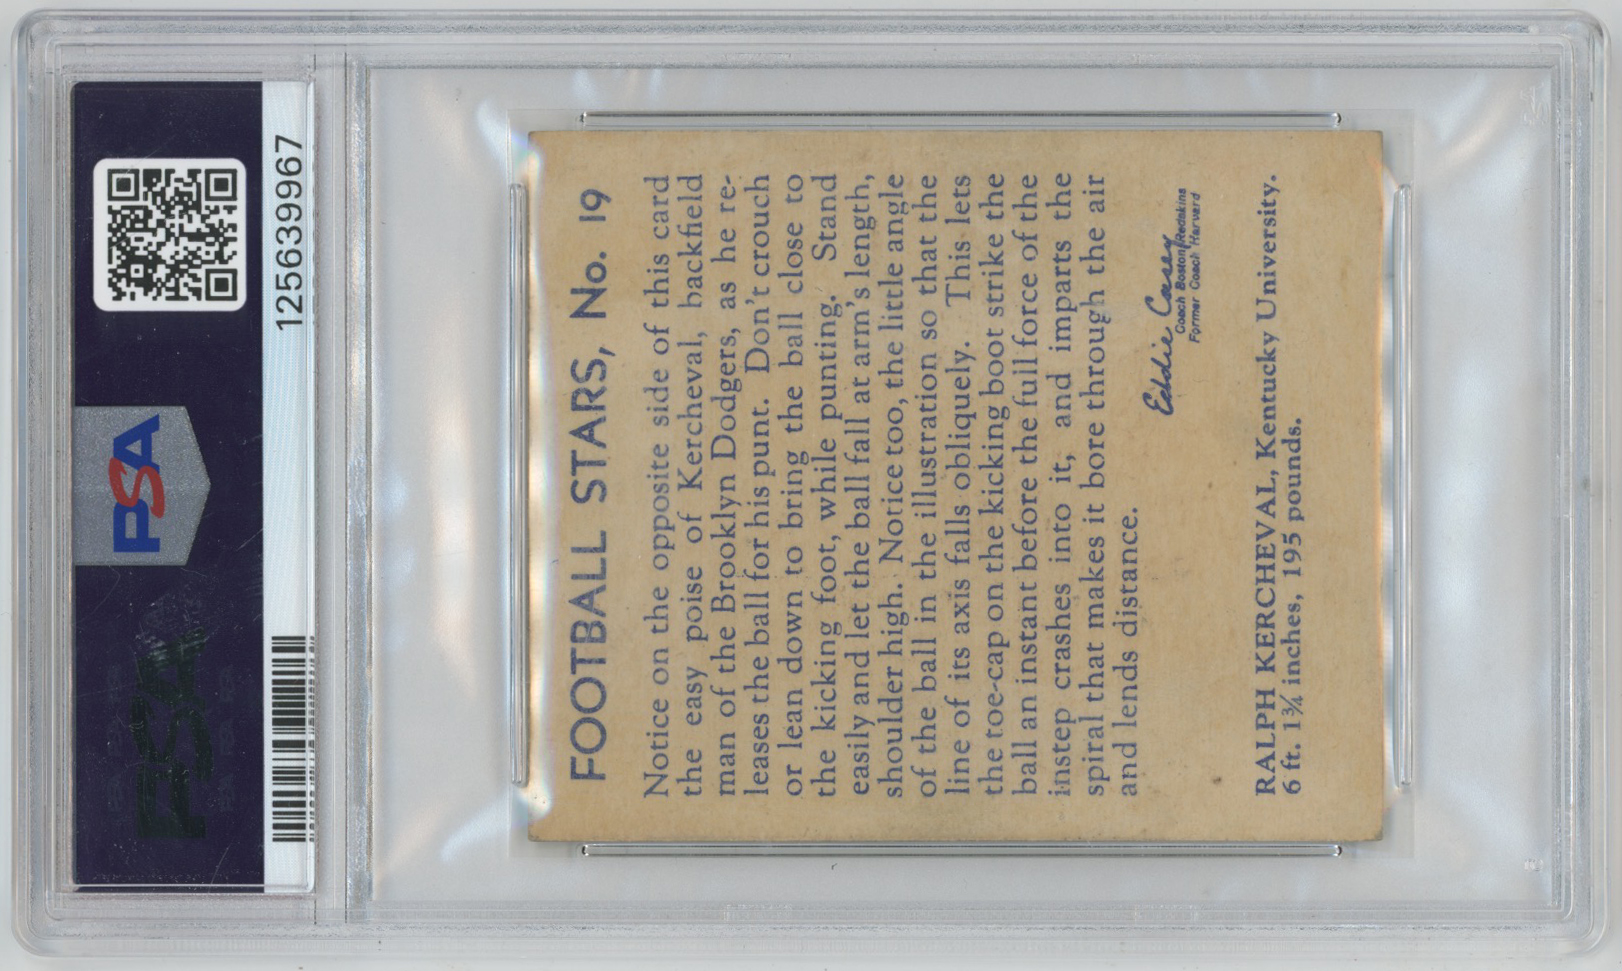 PSA
125639967
FOOTBALL STARS, No. 19
Notice on the opposite side of this card
the easy poise of Kercheval, backfield
man of the Brooklyn Dodgers, as he re-
leases the ball for his punt. Don't crouch
or lean down to bring the ball close to
the kicking foot, while punting. Stand
easily and let the ball fall at arm's length,
shoulder high. Notice too, the little angle
of the ball in the illustration so that the
line of its axis falls obliquely. This lets
the toe-cap on the kicking boot strike the
ball an instant before the full force of the
instep crashes into it, and imparts the
spiral that makes it bore through the air
and lends distance.
Eddie Casey
Coach Boston Redskins
Former Coach Harvard
RALPH KERCHEVAL, Kentucky University.
6 ft. 1¾ inches, 195 pounds.
PSA